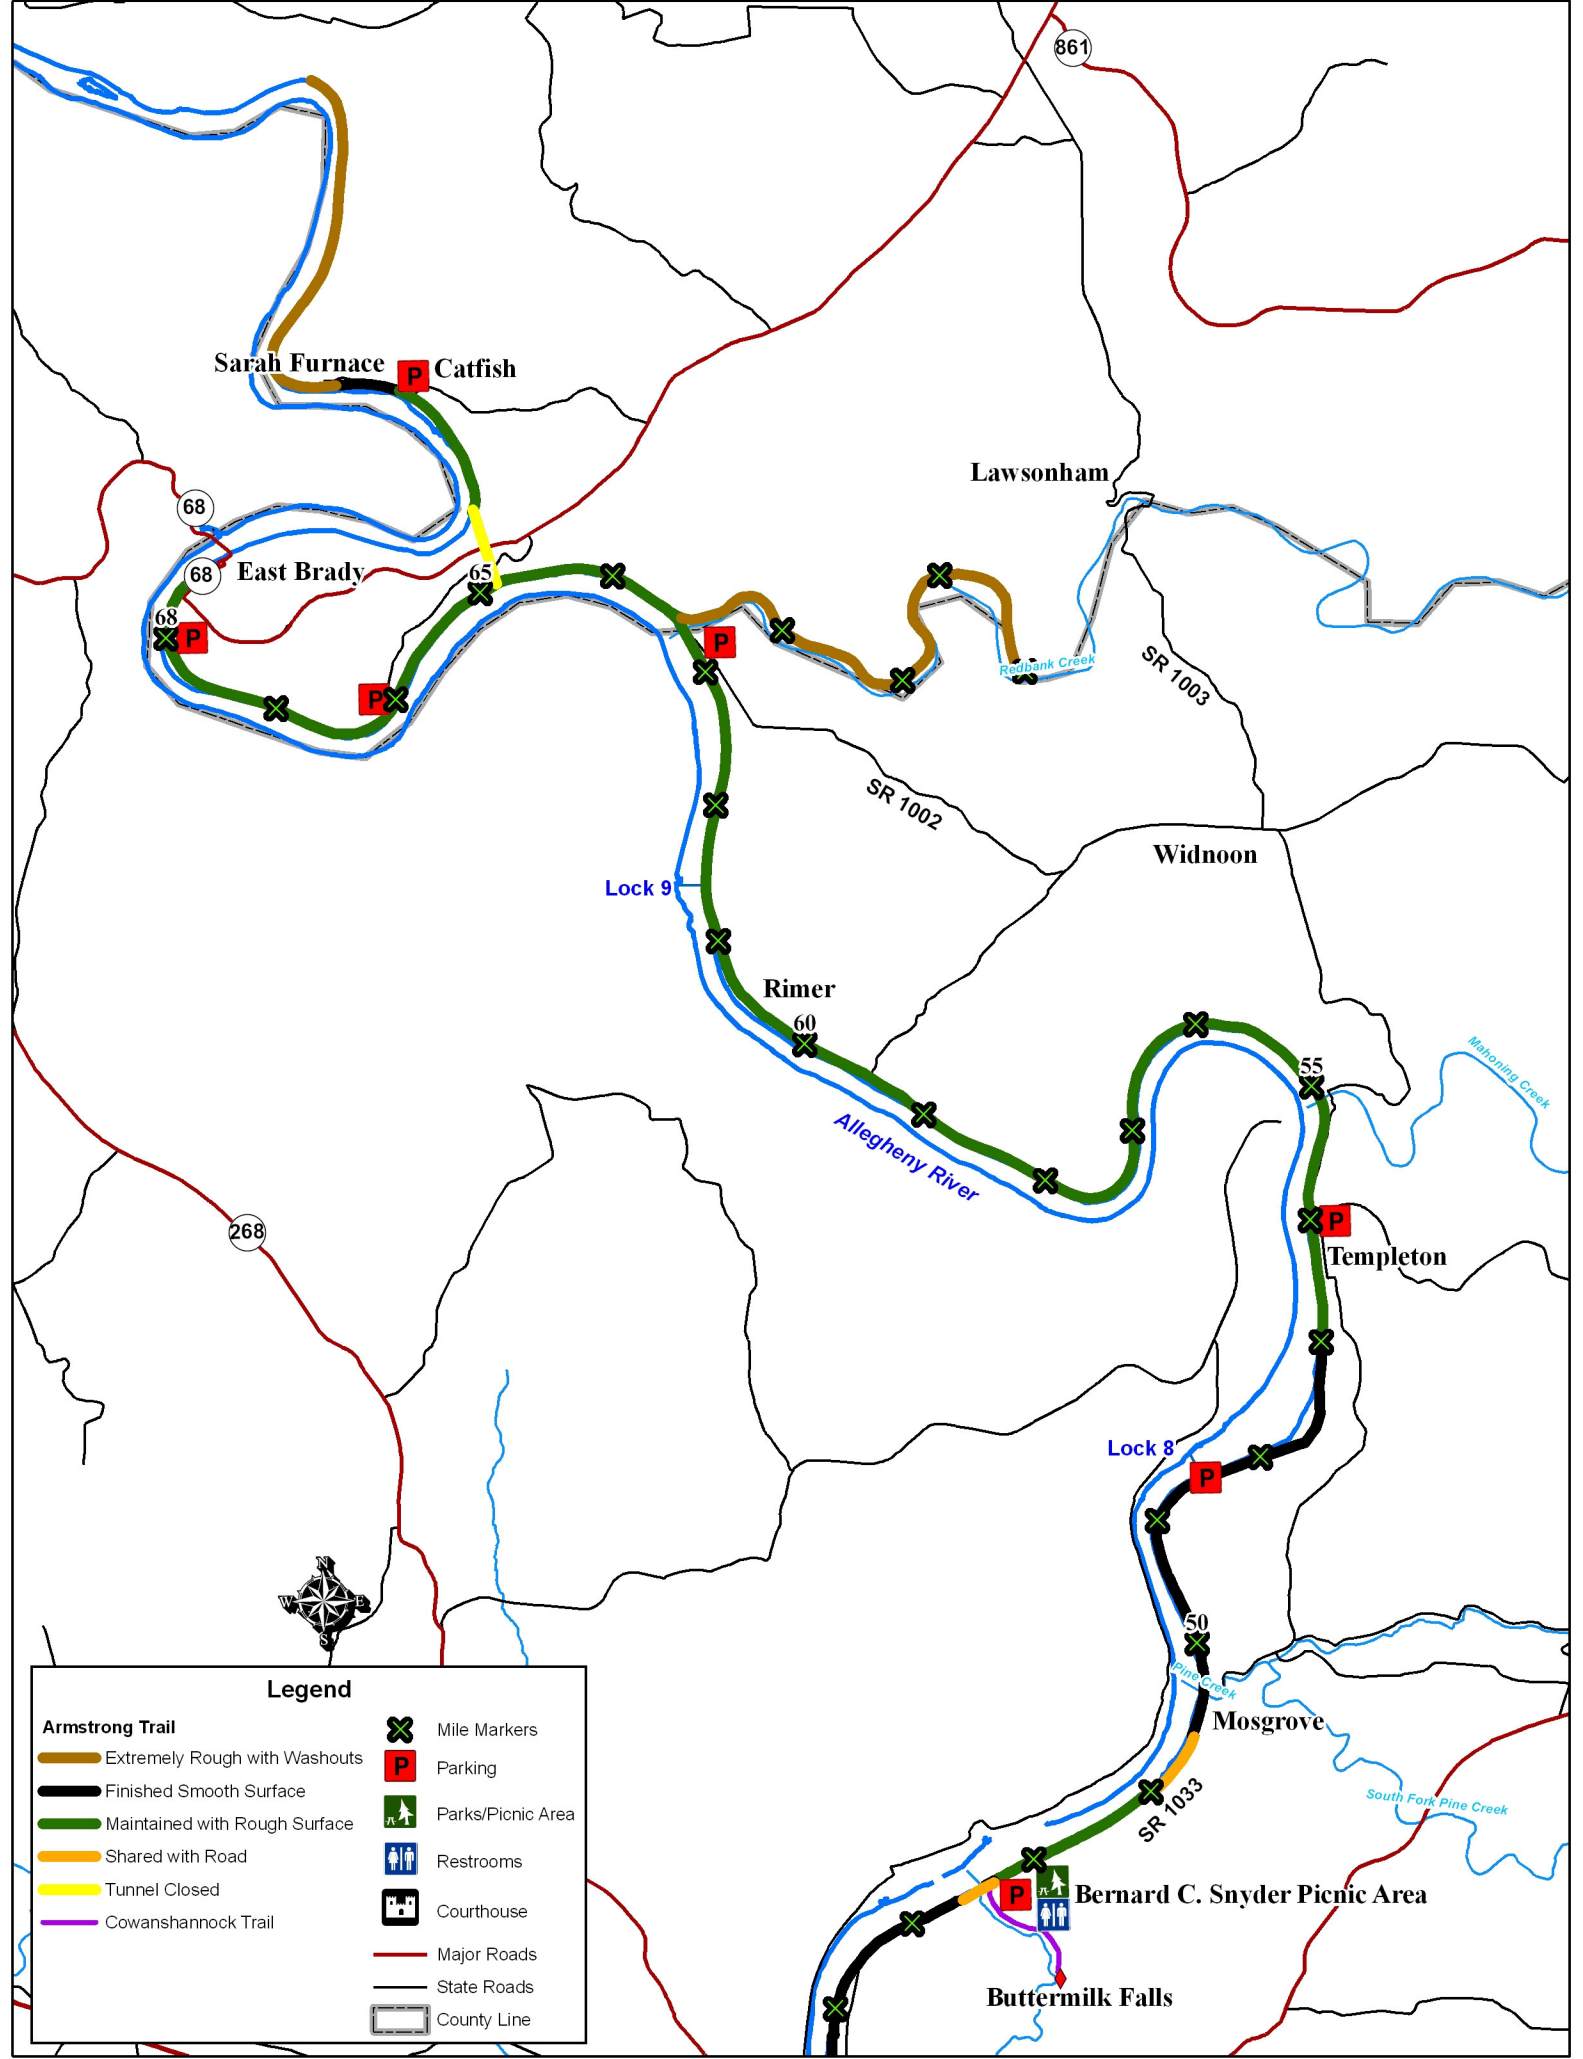 861
Sarah Furnace
P
Catfish
Lawsonham
68
68
East Brady
65
68
P
P
P
Redbank Creek
SR 1003
SR 1002
Widnoon
Lock 9
Rimer
60
55
Mahoning Creek
Allegheny River
268
P
Templeton
Lock 8
P
N
W
E
S
50
Pine Creek
Mosgrove
SR 1033
South Fork Pine Creek
P
Bernard C. Snyder Picnic Area
Buttermilk Falls
Legend
Armstrong Trail
Extremely Rough with Washouts
Finished Smooth Surface
Maintained with Rough Surface
Shared with Road
Tunnel Closed
Cowanshannock Trail
Mile Markers
P
Parking
Parks/Picnic Area
Restrooms
Courthouse
Major Roads
State Roads
County Line